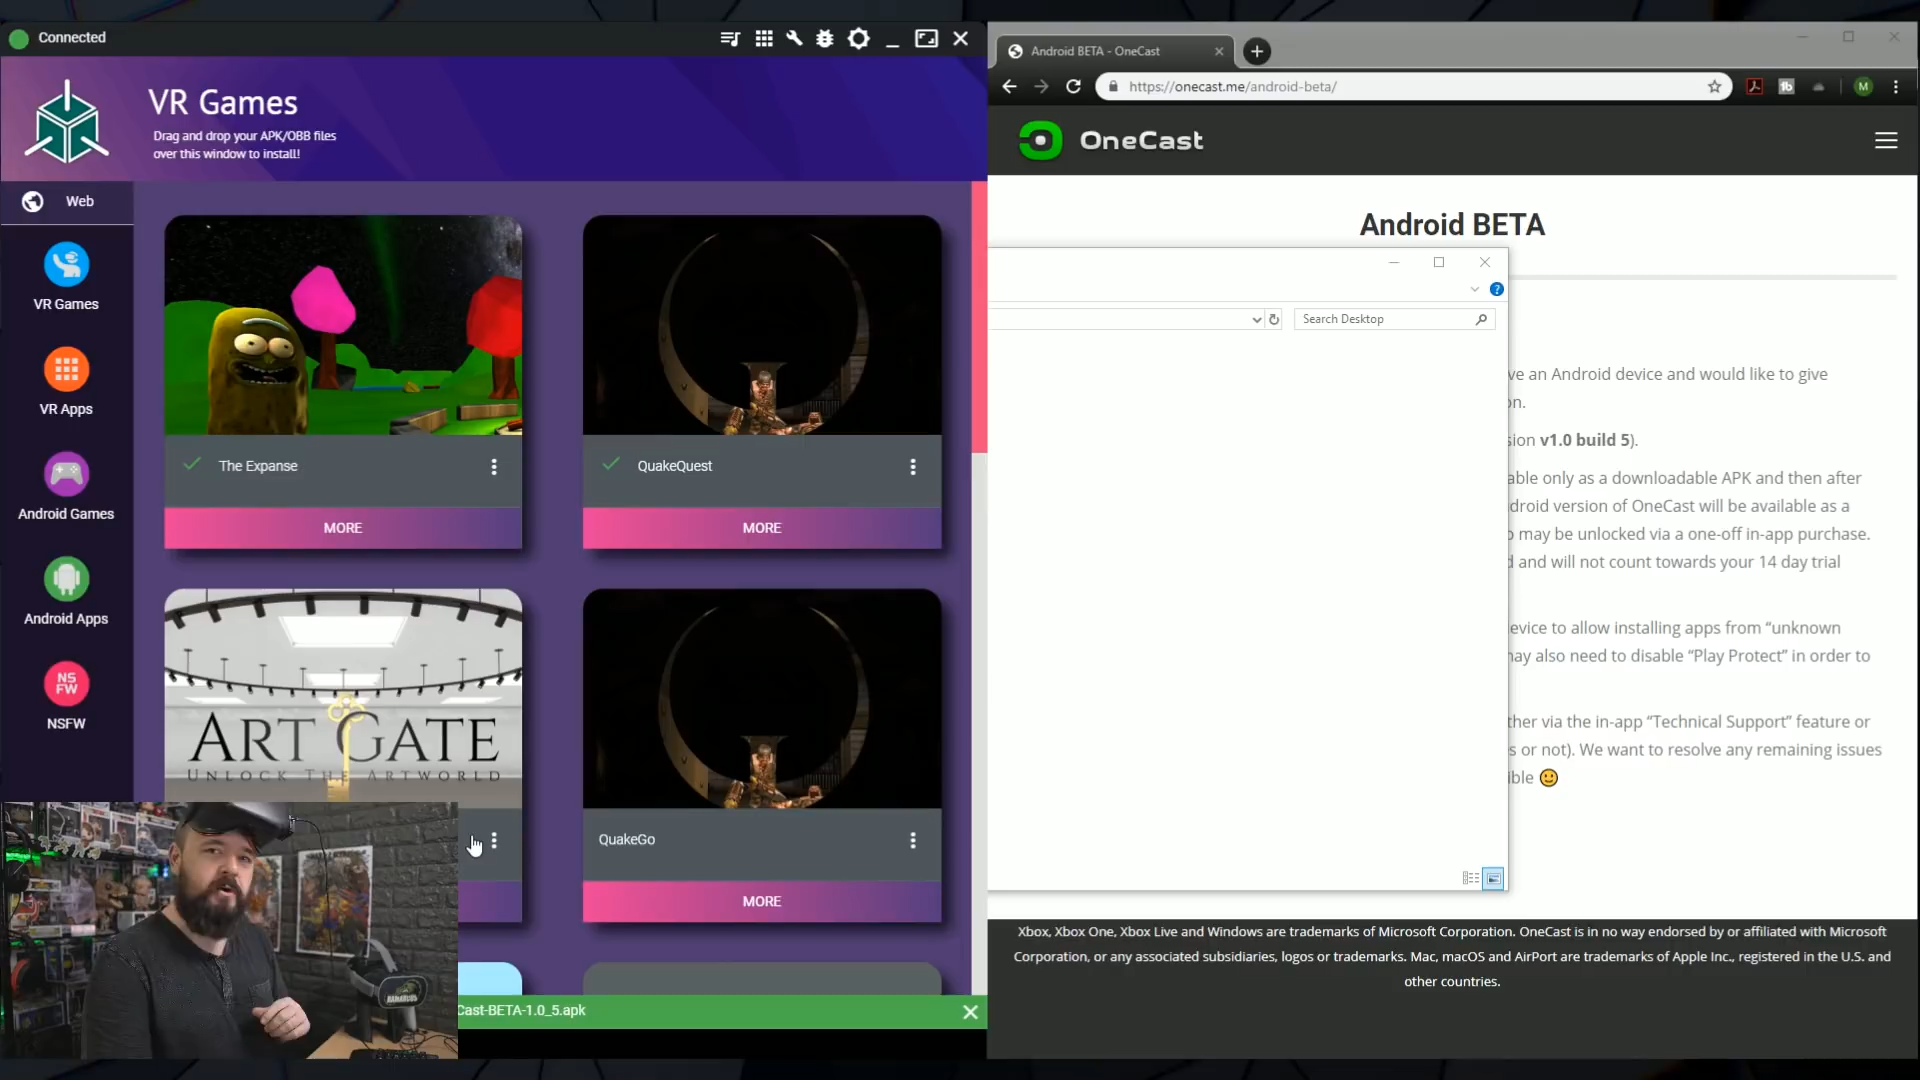 Connected
VR Games
Drag and drop your APK/OBB files
over this window to install!
Web
VR Games
VR Apps
Android Games
Android Apps
NS
FW
NSFW
The Expanse
MORE
QuakeQuest
MORE
ART GATE
UNLOCK THE ARTWORLD
QuakeGo
MORE
Cast-BETA-1.0_5.apk
Android BETA - OneCast
https://onecast.me/android-beta/
M
OneCast
Android BETA
Search Desktop
ve an Android device and would like to give
on.
sion v1.0 build 5).
able only as a downloadable APK and then after
droid version of OneCast will be available as a
may be unlocked via a one-off in-app purchase.
and will not count towards your 14 day trial
evice to allow installing apps from “unknown
may also need to disable “Play Protect” in order to
ther via the in-app “Technical Support” feature or
s or not). We want to resolve any remaining issues
ible 🙂
Xbox, Xbox One, Xbox Live and Windows are trademarks of Microsoft Corporation. OneCast is in no way endorsed by or affiliated with Microsoft
Corporation, or any associated subsidiaries, logos or trademarks. Mac, macOS and AirPort are trademarks of Apple Inc., registered in the U.S. and
other countries.